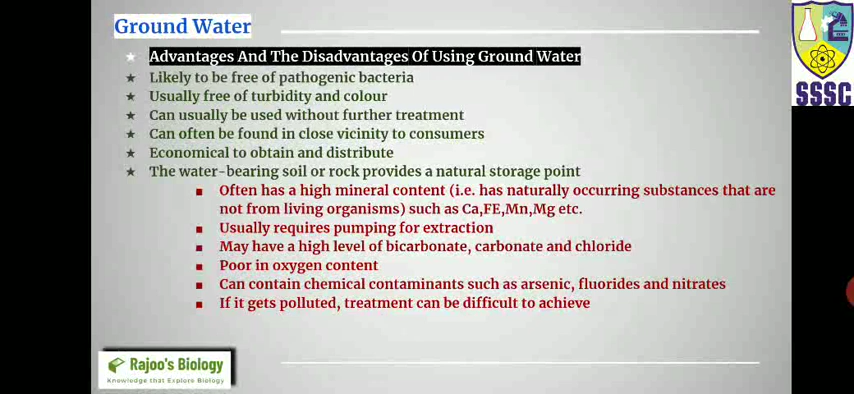 Ground Water
Advantages And The Disadvantages Of Using Ground Water
Likely to be free of pathogenic bacteria
Usually free of turbidity and colour
Can usually be used without further treatment
Can often be found in close vicinity to consumers
Economical to obtain and distribute
The water-bearing soil or rock provides a natural storage point
Often has a high mineral content (i.e. has naturally occurring substances that are
not from living organisms) such as Ca,FE,Mn,Mg etc.
Usually requires pumping for extraction
May have a high level of bicarbonate, carbonate and chloride
Poor in oxygen content
Can contain chemical contaminants such as arsenic, fluorides and nitrates
If it gets polluted, treatment can be difficult to achieve
SSSC
Rajoo's Biology
Knowledge that Explore Biology